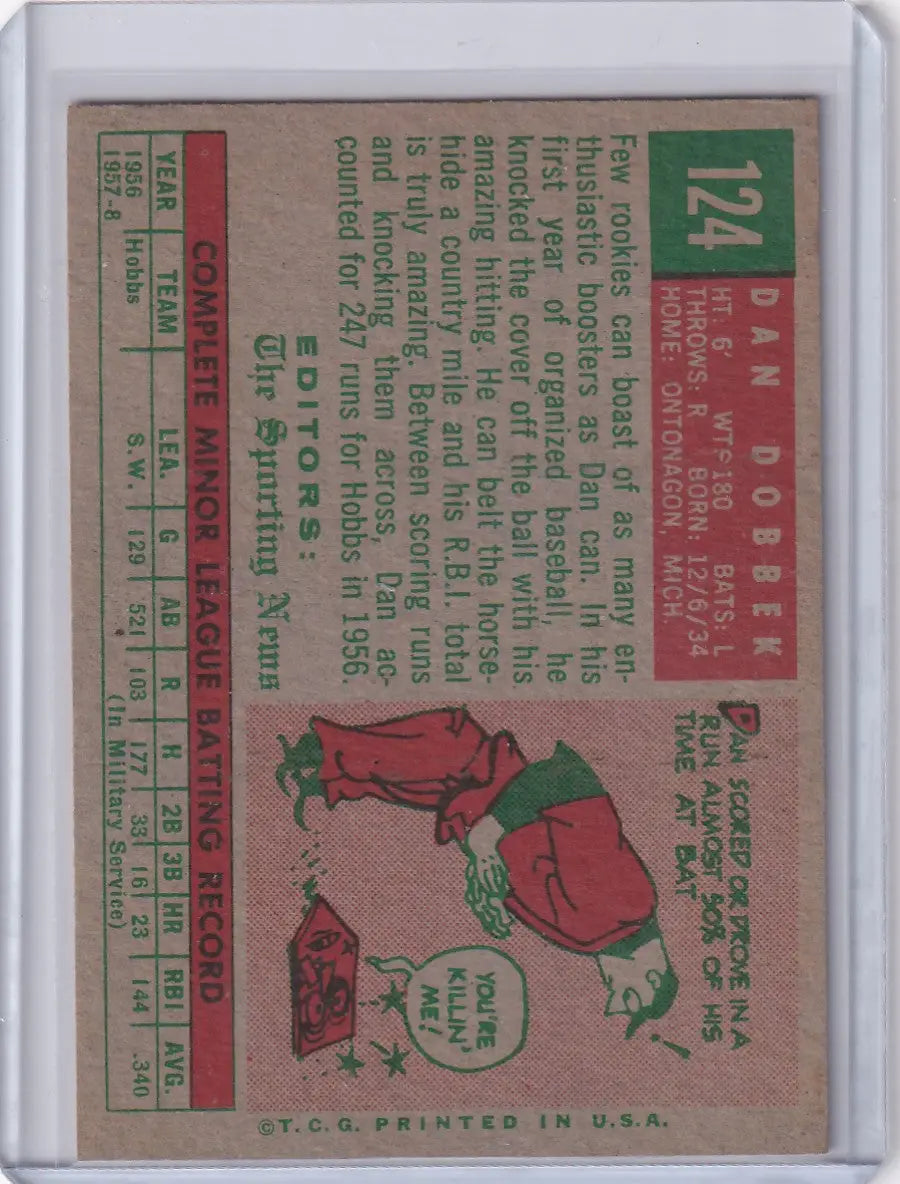 124
DAN DOBBEK
HT. 6' WT. 180 BATS: L
THROWS: R BORN: 12/6/34
HOME: ONTONAGON, MICH.
Few rookies can boast of as many en-
thusiastic boosters as Dan can. In his
first year of organized baseball, he
knocked the cover off the ball with his
amazing hitting. He can belt the horse-
hide a country mile and his R.B.I. total
is truly amazing. Between scoring runs
and knocking them across, Dan ac-
counted for 247 runs for Hobbs in 1956.
EDITORS:
The Sporting News
DAN SCORED OR DROVE IN A
RUN ALMOST 50% OF HIS
TIME AT BAT
YOU'RE
KILLIN'
ME!
COMPLETE MINOR LEAGUE BATTING RECORD
YEAR TEAM LEA. G AB R H 2B 3B HR RBI AVG.
1956 Hobbs S.W. 129 521 103 177 33 16 23 144 .340
1957-8 (In Military Service)
©T.C.G. PRINTED IN U.S.A.